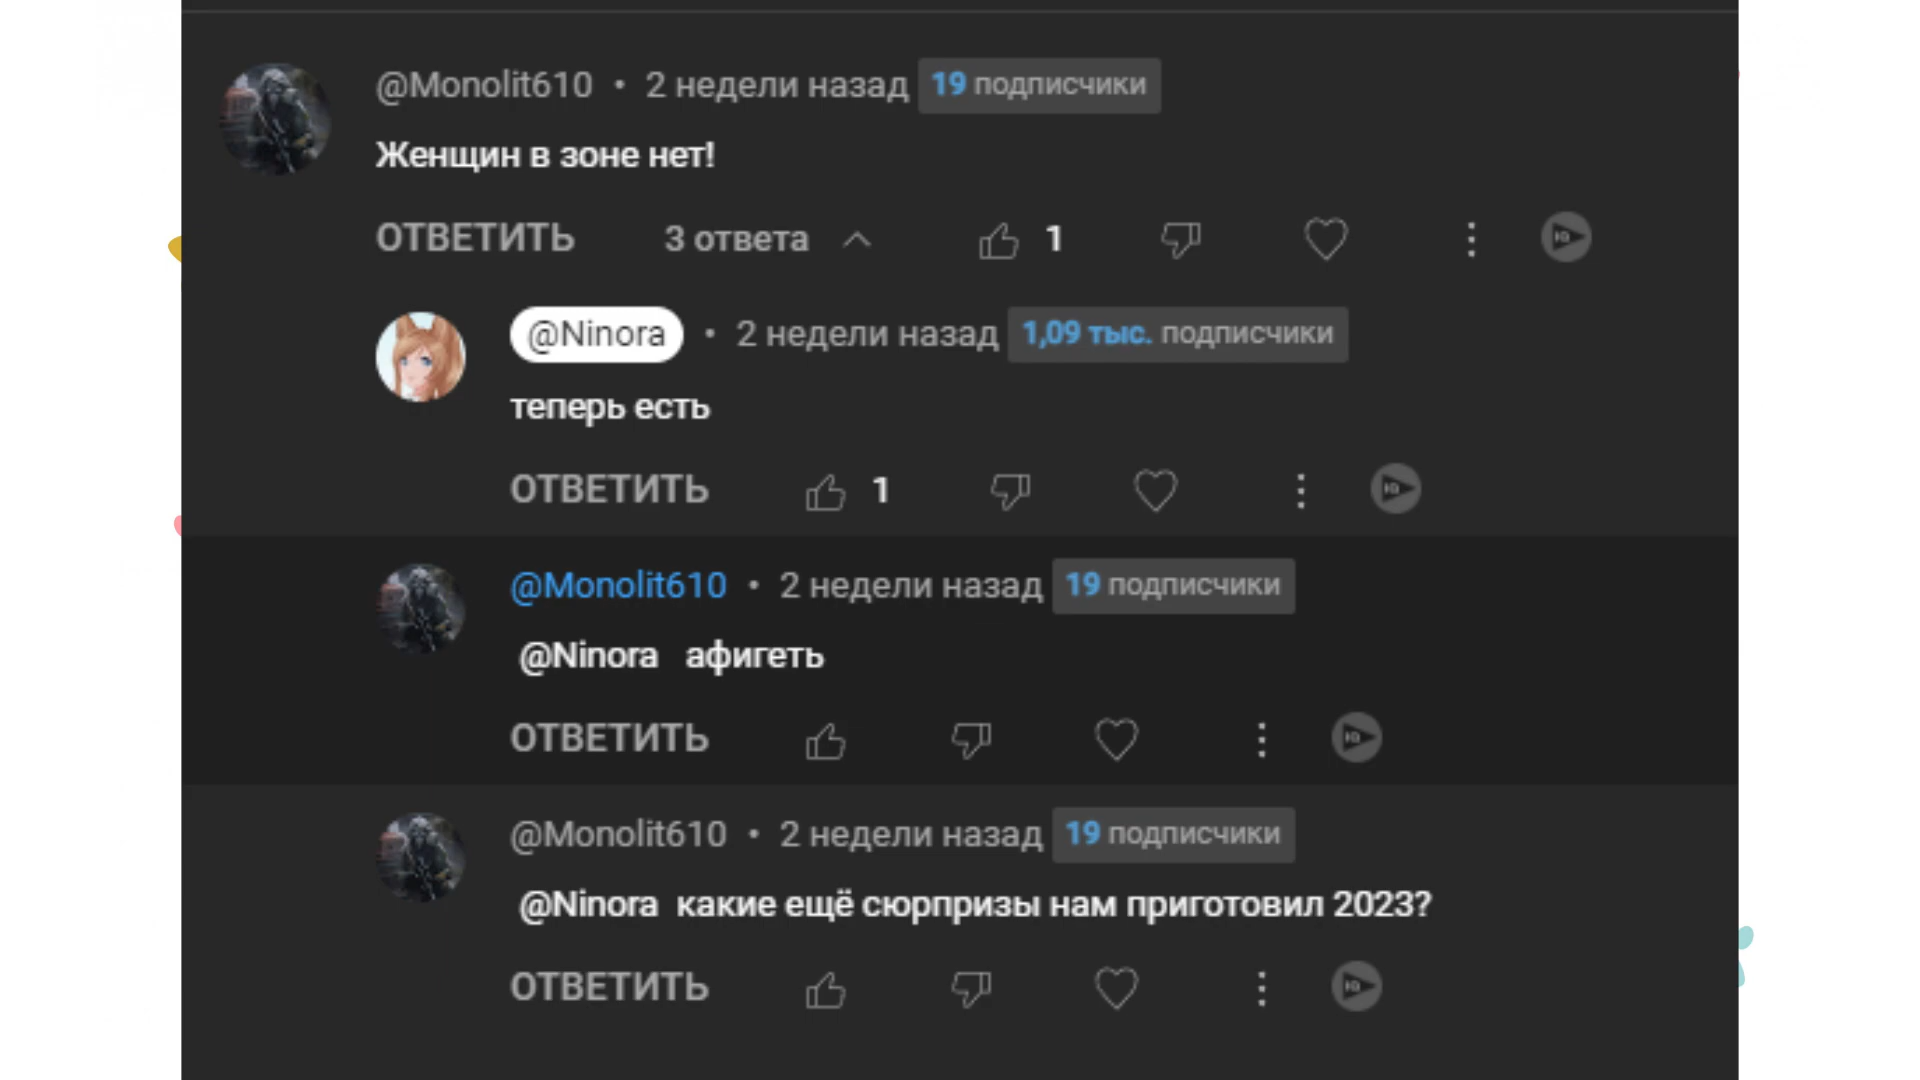 @Monolit610 • 2 недели назад 19 подписчики
Женщин в зоне нет!
ОТВЕТИТЬ 3 ответа 1
@Ninora • 2 недели назад 1,09 тыс. подписчики
теперь есть
ОТВЕТИТЬ 1
@Monolit610 • 2 недели назад 19 подписчики
@Ninora афигеть
ОТВЕТИТЬ
@Monolit610 • 2 недели назад 19 подписчики
@Ninora какие ещё сюрпризы нам приготовил 2023?
ОТВЕТИТЬ